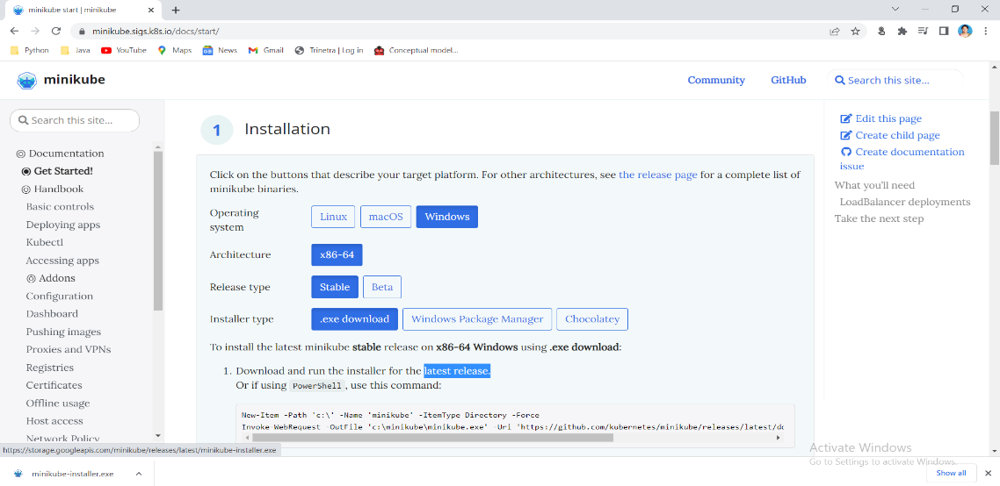 minikube start | minikube
minikube.sigs.k8s.io/docs/start/
Python Java YouTube Maps News Gmail Trinetra | Log in Conceptual model...
minikube
Community GitHub Search this site...
Search this site...
Documentation
Get Started!
Handbook
Basic controls
Deploying apps
Kubectl
Accessing apps
Addons
Configuration
Dashboard
Pushing images
Proxies and VPNs
Registries
Certificates
Offline usage
Host access
Network Policy
1 Installation
Click on the buttons that describe your target platform. For other architectures, see the release page for a complete list of
minikube binaries.
Operating
system
Linux macOS Windows
Architecture x86-64
Release type Stable Beta
Installer type .exe download Windows Package Manager Chocolatey
To install the latest minikube stable release on x86-64 Windows using .exe download:
1. Download and run the installer for the latest release.
Or if using PowerShell , use this command:
New-Item -Path 'c:\' -Name 'minikube' -ItemType Directory -Force
Invoke-WebRequest -OutFile 'c:\minikube\minikube.exe' -Uri 'https://github.com/kubernetes/minikube/releases/latest/dc
Edit this page
Create child page
Create documentation
issue
What you'll need
LoadBalancer deployments
Take the next step
https://storage.googleapis.com/minikube/releases/latest/minikube-installer.exe
Activate Windows
Go to Settings to activate Windows.
minikube-installer.exe
Show all